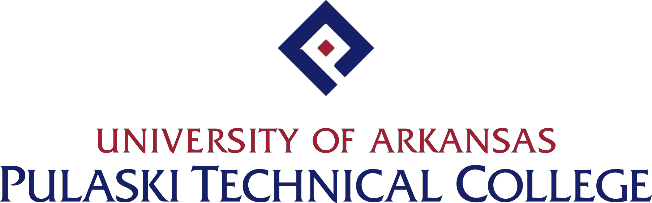 UNIVERSITY OF ARKANSAS
PULASKI TECHNICAL COLLEGE